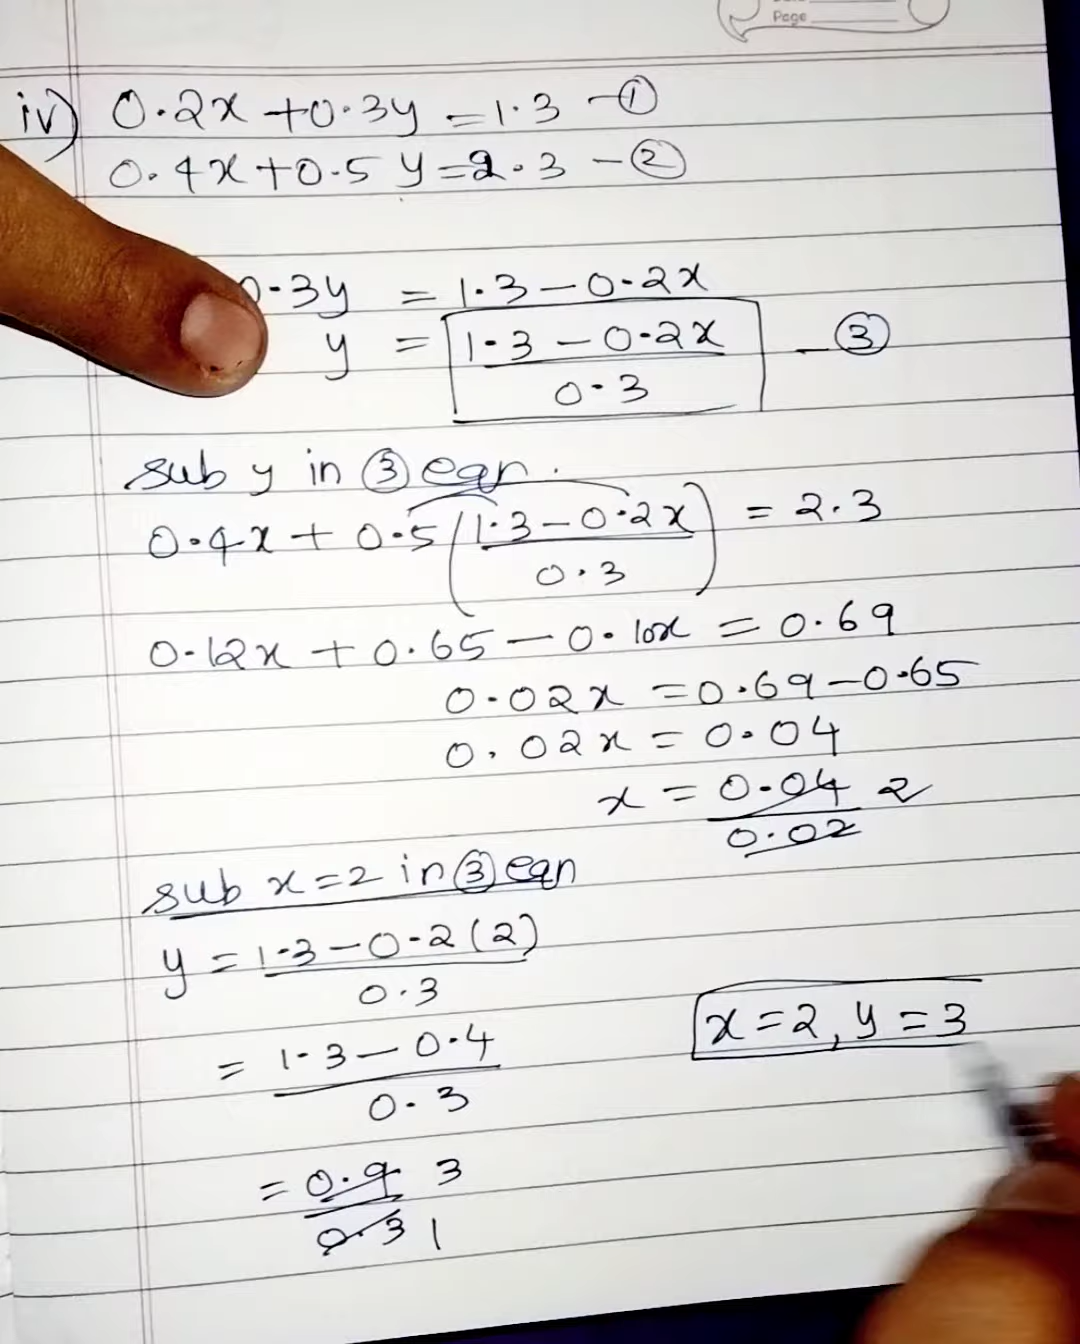 Page
iv) 0.2x + 0.3y = 1.3 - ①
0.4x + 0.5y = 2.3 - ②
0.3y = 1.3 - 0.2x
y = 1.3 - 0.2x / 0.3 - ③
sub y in ③ eqn.
0.4x + 0.5 (1.3 - 0.2x / 0.3) = 2.3
0.12x + 0.65 - 0.10x = 0.69
0.02x = 0.69 - 0.65
0.02x = 0.04
x = 0.04 / 0.02 2
sub x = 2 in ③ eqn
y = 1.3 - 0.2(2) / 0.3
= 1.3 - 0.4 / 0.3
x = 2, y = 3
= 0.9 / 0.3 3 1